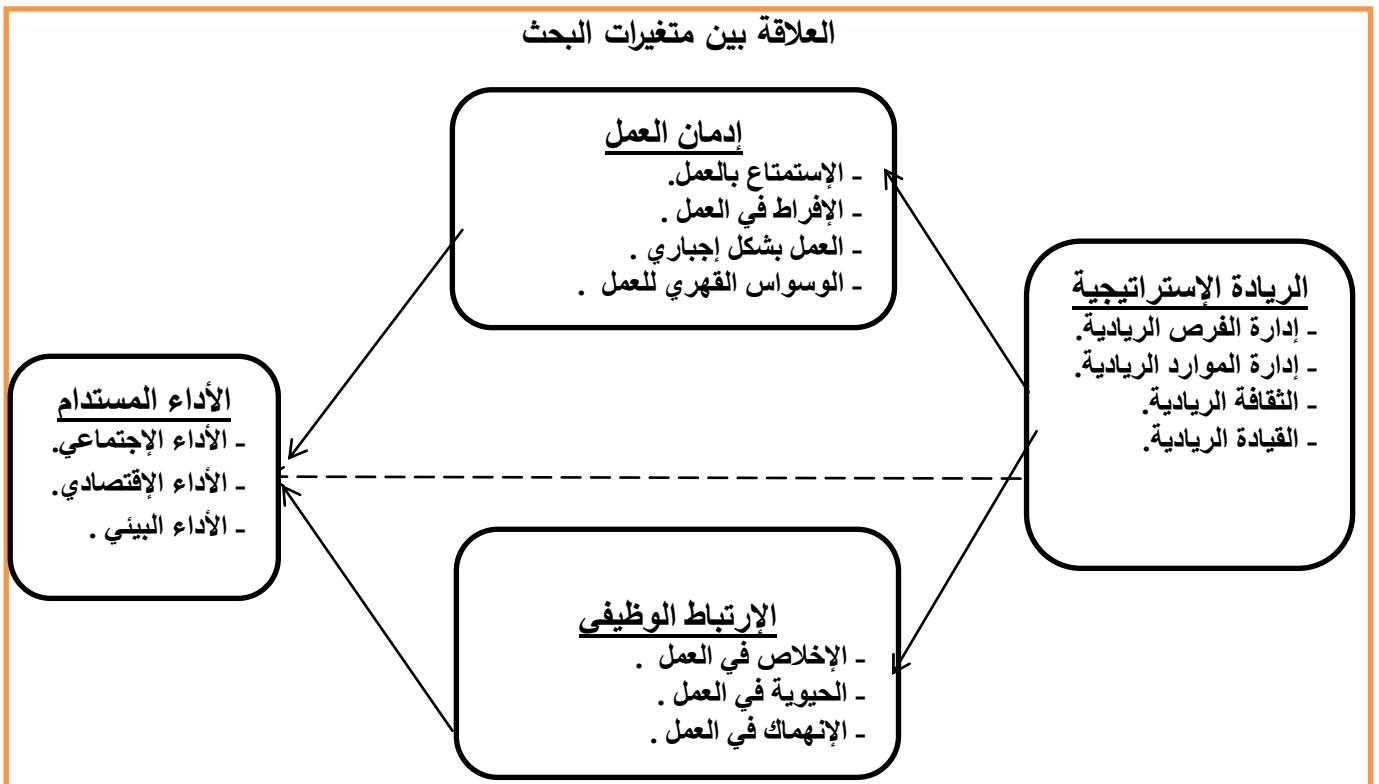 العلاقة بين متغيرات البحث
إدمان العمل
- الإستمتاع بالعمل.
- الإفراط في العمل .
- العمل بشكل إجباري .
- الوسواس القهري للعمل .
الريادة الإستراتيجية
- إدارة الفرص الريادية.
- إدارة الموارد الريادية.
- الثقافة الريادية.
- القيادة الريادية.
الأداء المستدام
- الأداء الإجتماعي.
- الأداء الإقتصادي.
- الأداء البيئي .
الإرتباط الوظيفي
- الإخلاص في العمل .
- الحيوية في العمل .
- الإنهماك في العمل .